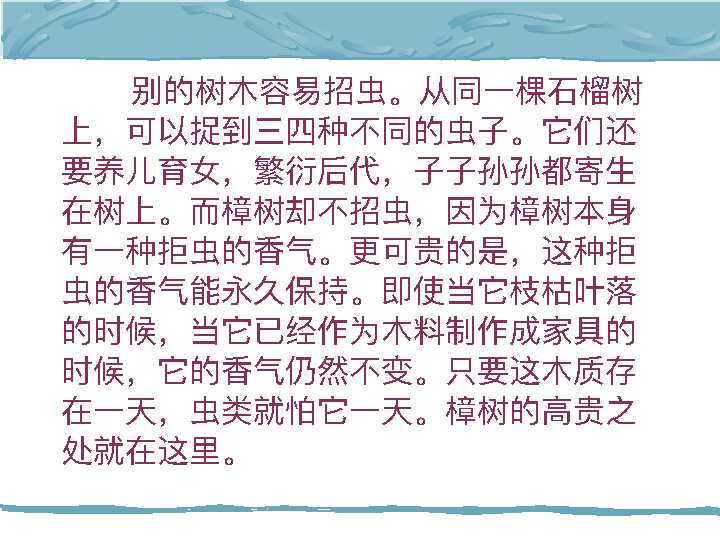 别的树木容易招虫。从同一棵石榴树
上，可以捉到三四种不同的虫子。它们还
要养儿育女，繁衍后代，子子孙孙都寄生
在树上。而樟树却不招虫，因为樟树本身
有一种拒虫的香气。更可贵的是，这种拒
虫的香气能永久保持。即使当它枝枯叶落
的时候，当它已经作为木料制作成家具的
时候，它的香气仍然不变。只要这木质存
在一天，虫类就怕它一天。樟树的高贵之
处就在这里。